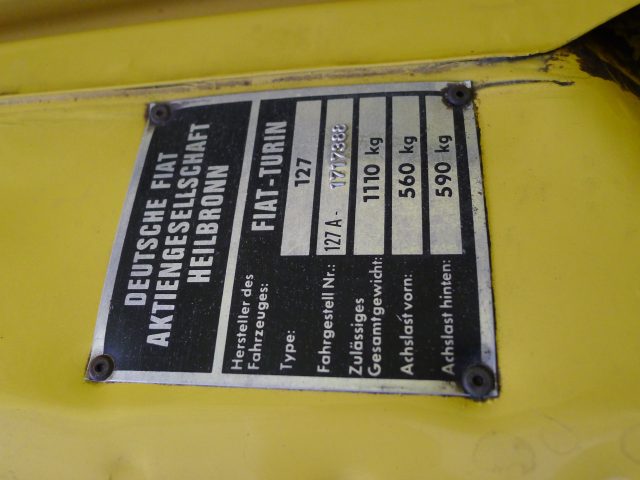 DEUTSCHE FIAT
AKTIENGESELLSCHAFT
HEILBRONN
Hersteller des
Fahrzeuges: FIAT-TURIN
Type: 127
Fahrgestell Nr.: 127 A- 1717388
Zulässiges
Gesamtgewicht: 1110 kg
Achslast vorn: 560 kg
Achslast hinten: 590 kg